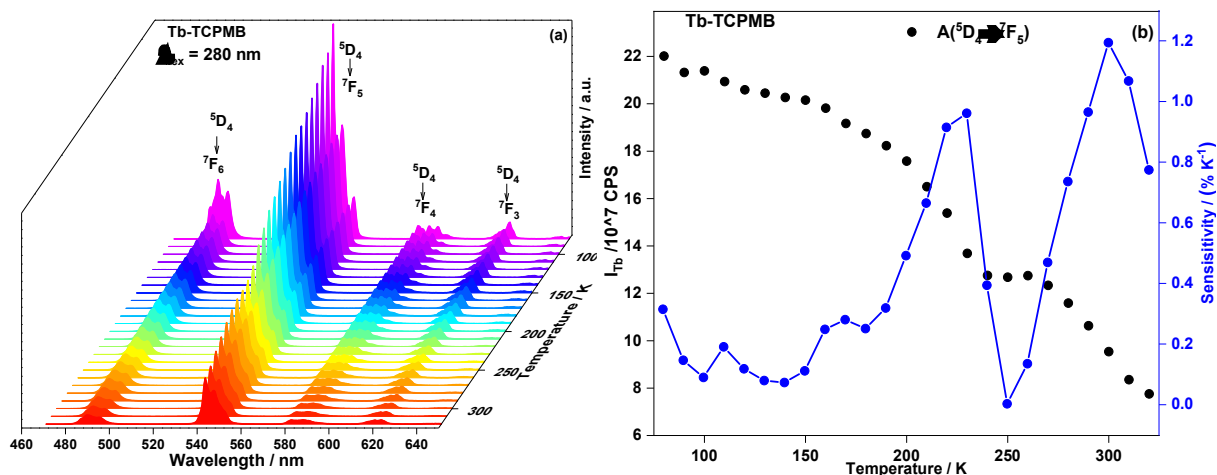 Tb-TCPMB
(a)
ex = 280 nm
⁵D₄
⁷F₆
⁵D₄
⁷F₅
⁵D₄
⁷F₄
⁵D₄
⁷F₃
Intensity / a.u.
100
150
200
250
300
Temperature / K
460 480 500 520 540 560 580 600 620 640
Wavelength / nm
Tb-TCPMB
A(⁵D₄ ⁷F₅)
(b)
22
20
18
16
14
12
10
8
6
I_Tb /10^7 CPS
100 150 200 250 300
Temperature / K
1.2
1.0
0.8
0.6
0.4
0.2
0.0
Sensitivity / (% K⁻¹)